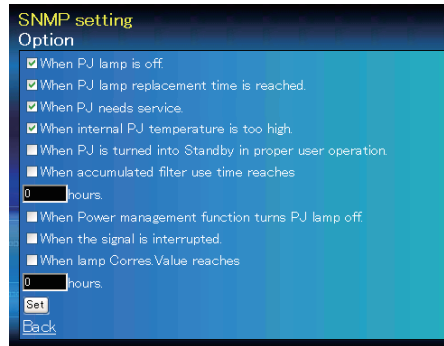 SNMP setting
Option
When PJ lamp is off.
When PJ lamp replacement time is reached.
When PJ needs service.
When internal PJ temperature is too high.
When PJ is turned into Standby in proper user operation.
When accumulated filter use time reaches
0 hours.
When Power management function turns PJ lamp off.
When the signal is interrupted.
When lamp Corres.Value reaches
0 hours.
Set
Back